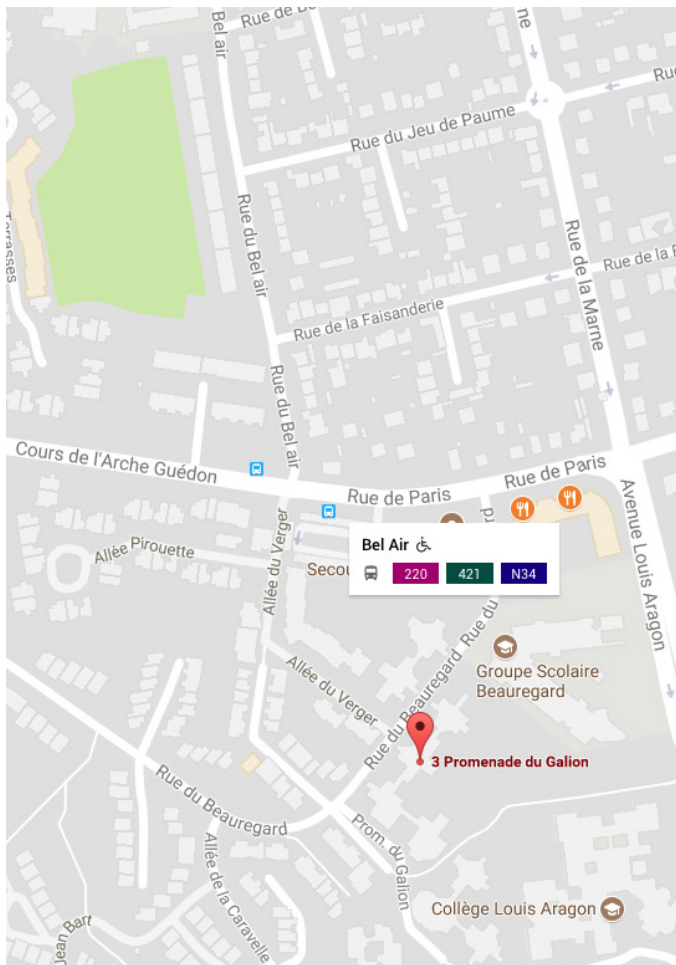 Bel air
Rue du Jeu de Paume
Terrasses
Rue du Bel air
Rue de la Marne
Rue de la Faisanderie
Rue du Bel air
Cours de l'Arche Guédon
Rue de Paris
Rue de Paris
Allée Pirouette
Allée du Verger
Bel Air
220 421 N34
Avenue Louis Aragon
Rue du
Groupe Scolaire
Beauregard
Allée du Verger
Rue du Beauregard
3 Promenade du Galion
Rue du Beauregard
Prom. du Galion
Allée de la Caravelle
Jean Bart
Collège Louis Aragon